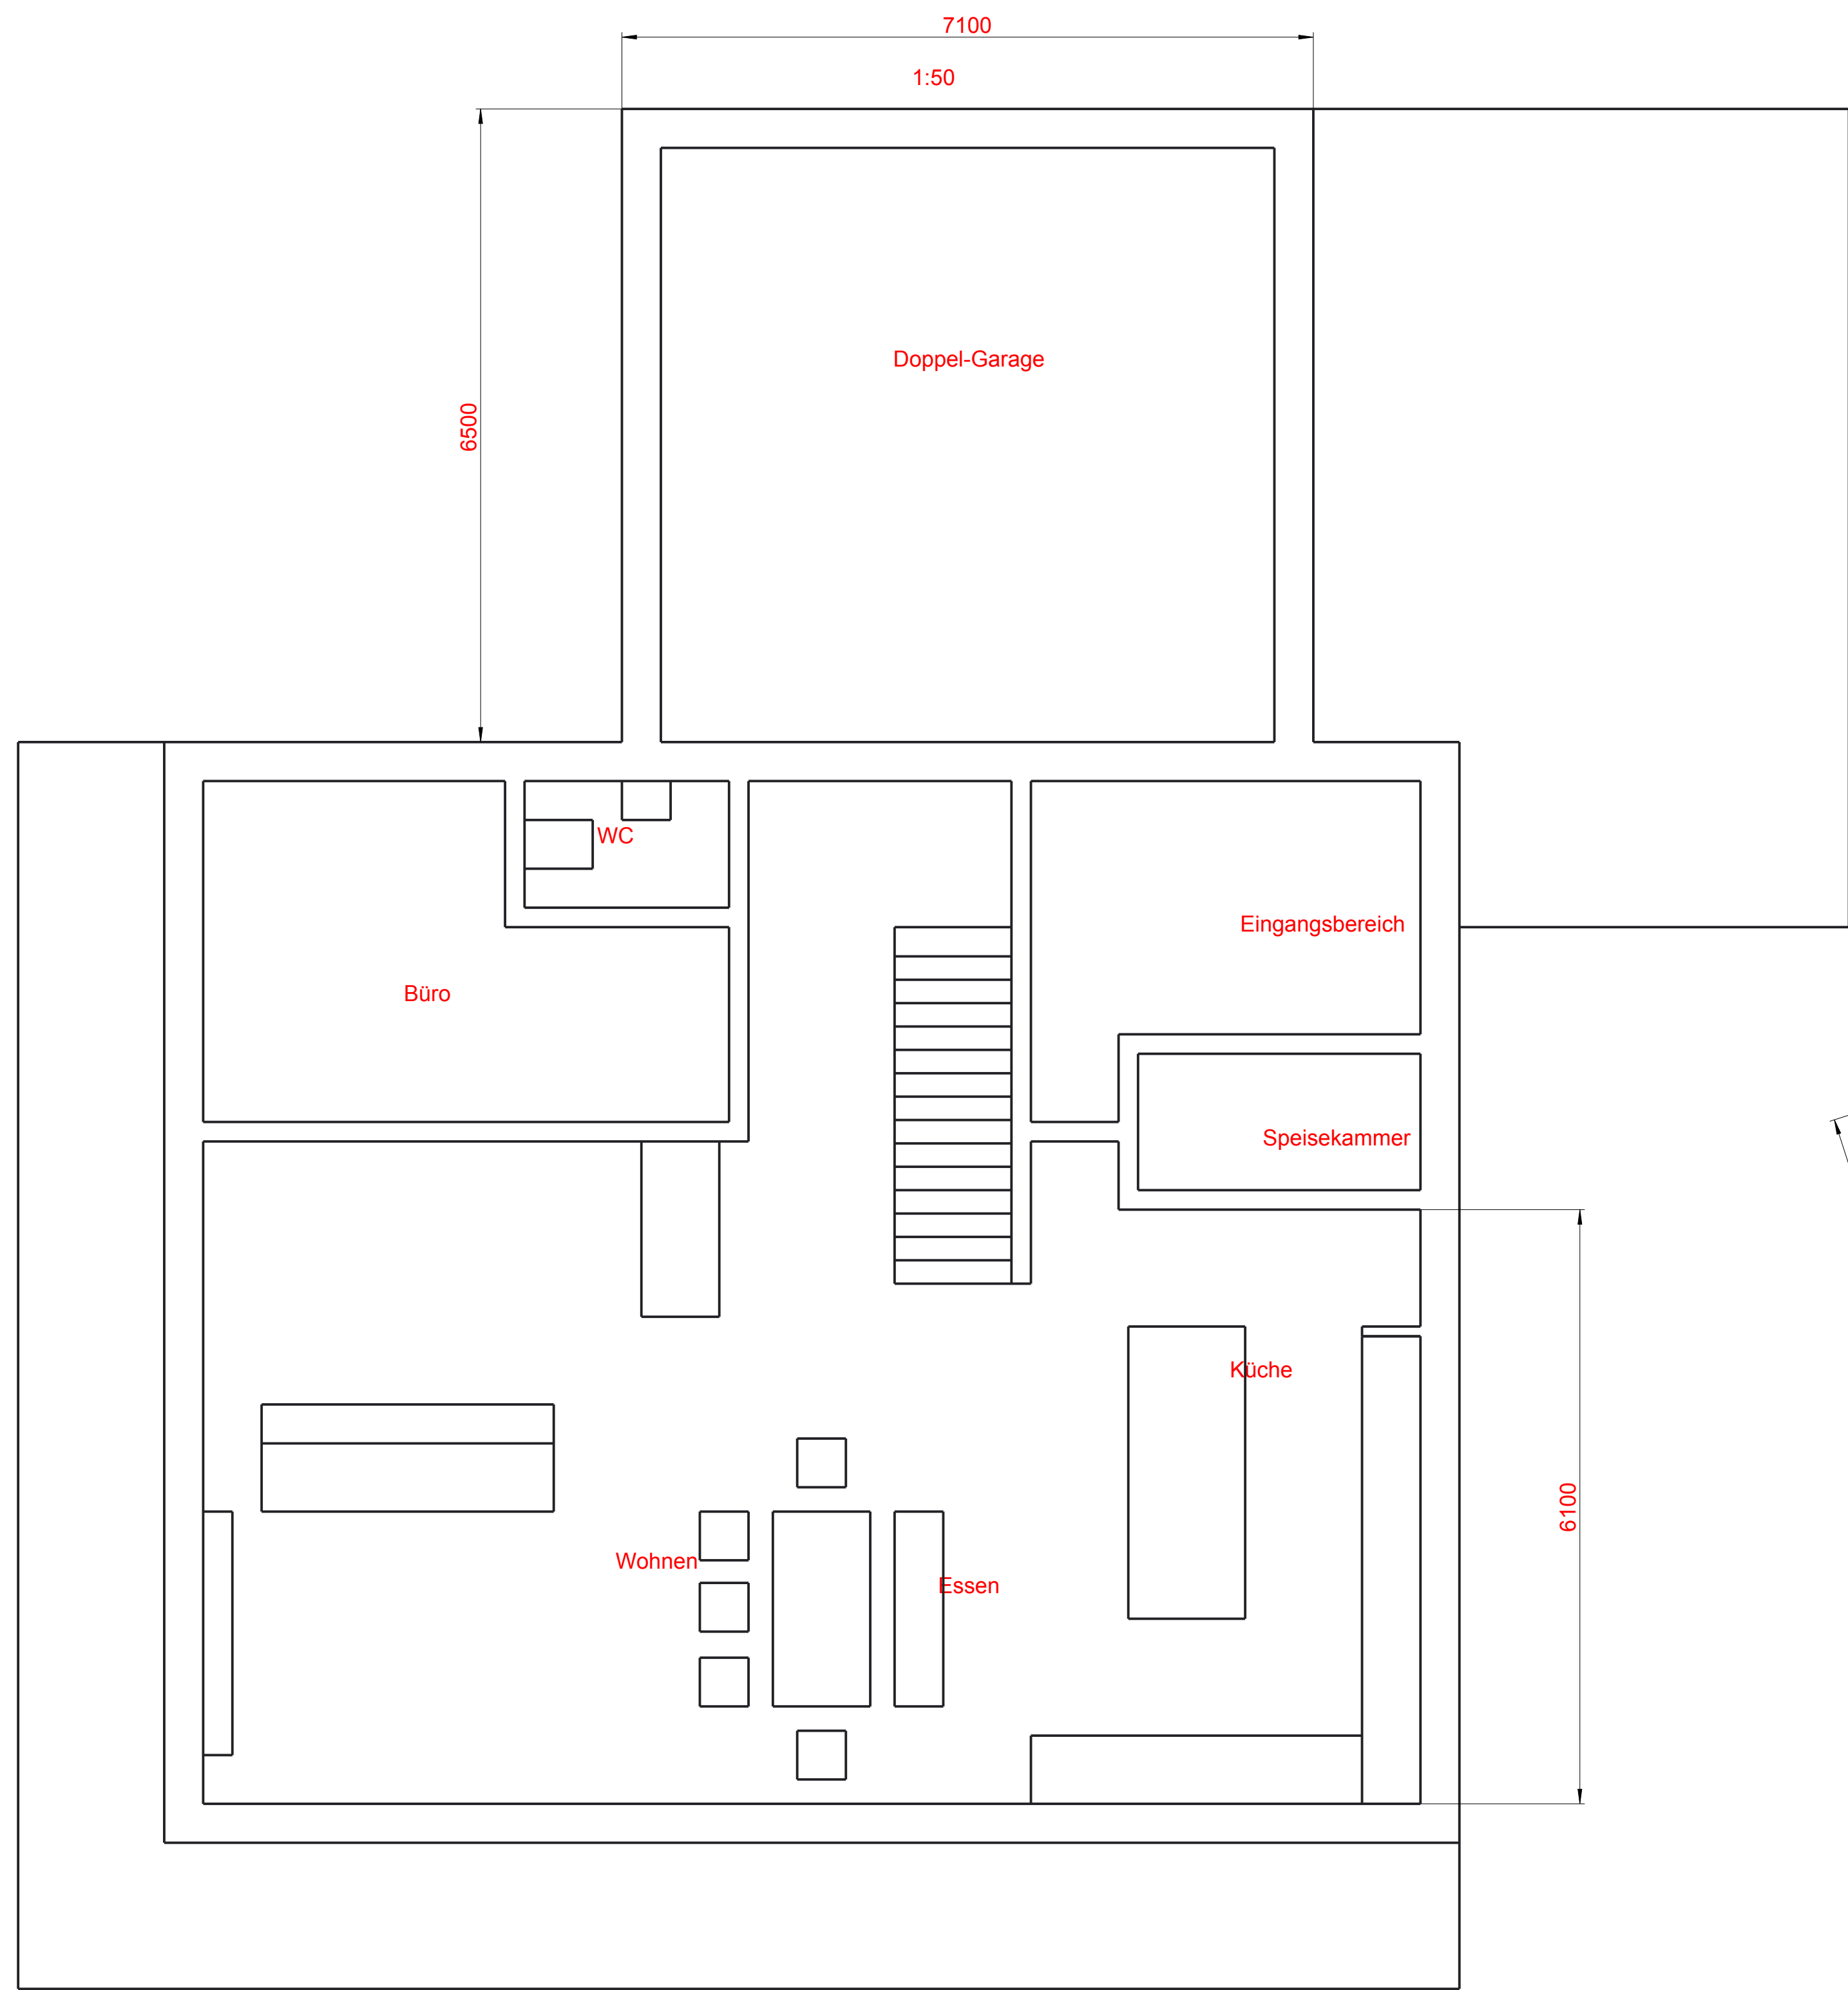 7100
1:50
Doppel-Garage
6500
WC
Eingangsbereich
Büro
Speisekammer
Küche
6100
Wohnen
Essen